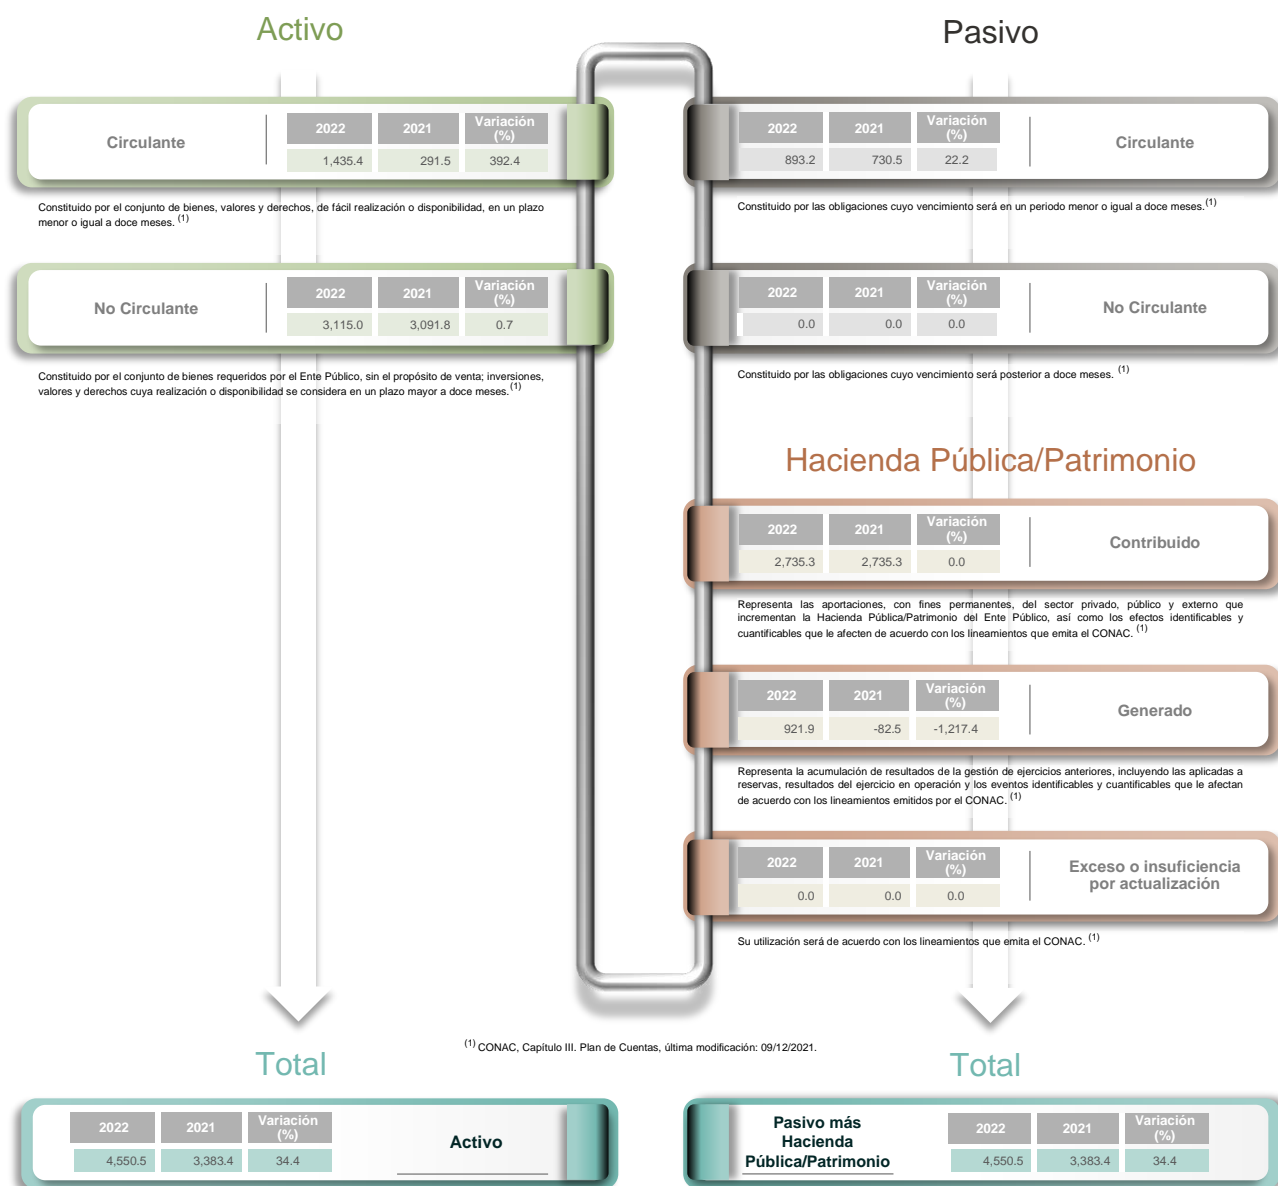 Activo
Circulante
2022 2021 Variación (%)
1,435.4 291.5 392.4
Constituido por el conjunto de bienes, valores y derechos, de fácil realización o disponibilidad, en un plazo
menor o igual a doce meses. (1)
No Circulante
2022 2021 Variación (%)
3,115.0 3,091.8 0.7
Constituido por el conjunto de bienes requeridos por el Ente Público, sin el propósito de venta; inversiones,
valores y derechos cuya realización o disponibilidad se considera en un plazo mayor a doce meses. (1)
Pasivo
2022 2021 Variación (%)
893.2 730.5 22.2
Circulante
Constituido por las obligaciones cuyo vencimiento será en un periodo menor o igual a doce meses. (1)
2022 2021 Variación (%)
0.0 0.0 0.0
No Circulante
Constituido por las obligaciones cuyo vencimiento será posterior a doce meses. (1)
Hacienda Pública/Patrimonio
2022 2021 Variación (%)
2,735.3 2,735.3 0.0
Contribuido
Representa las aportaciones, con fines permanentes, del sector privado, público y externo que
incrementan la Hacienda Pública/Patrimonio del Ente Público, así como los efectos identificables y
cuantificables que le afecten de acuerdo con los lineamientos que emita el CONAC. (1)
2022 2021 Variación (%)
921.9 -82.5 -1,217.4
Generado
Representa la acumulación de resultados de la gestión de ejercicios anteriores, incluyendo las aplicadas a
reservas, resultados del ejercicio en operación y los eventos identificables y cuantificables que le afectan
de acuerdo con los lineamientos emitidos por el CONAC. (1)
2022 2021 Variación (%)
0.0 0.0 0.0
Exceso o insuficiencia
por actualización
Su utilización será de acuerdo con los lineamientos que emita el CONAC. (1)
(1) CONAC, Capítulo III. Plan de Cuentas, última modificación: 09/12/2021.
Total
2022 2021 Variación (%)
4,550.5 3,383.4 34.4
Activo
Total
Pasivo más
Hacienda
Pública/Patrimonio
2022 2021 Variación (%)
4,550.5 3,383.4 34.4